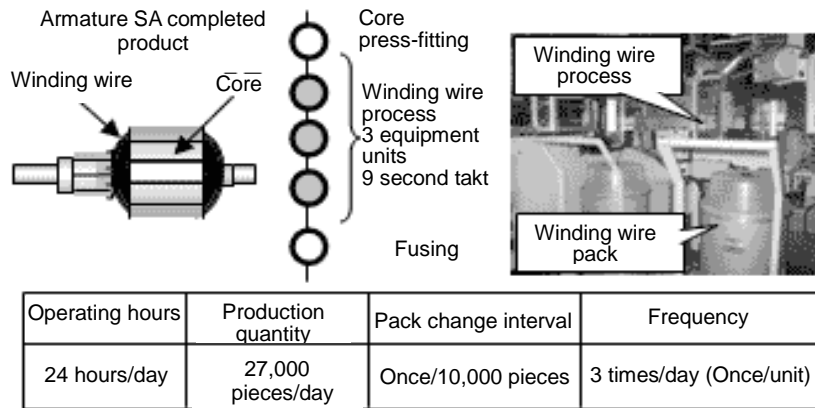 Armature SA completed
product
Winding wire
Core
Core
press-fitting
Winding wire
process
3 equipment
units
9 second takt
Fusing
Winding wire
process
Winding wire
pack
Operating hours
Production
quantity
Pack change interval
Frequency
24 hours/day
27,000
pieces/day
Once/10,000 pieces
3 times/day (Once/unit)